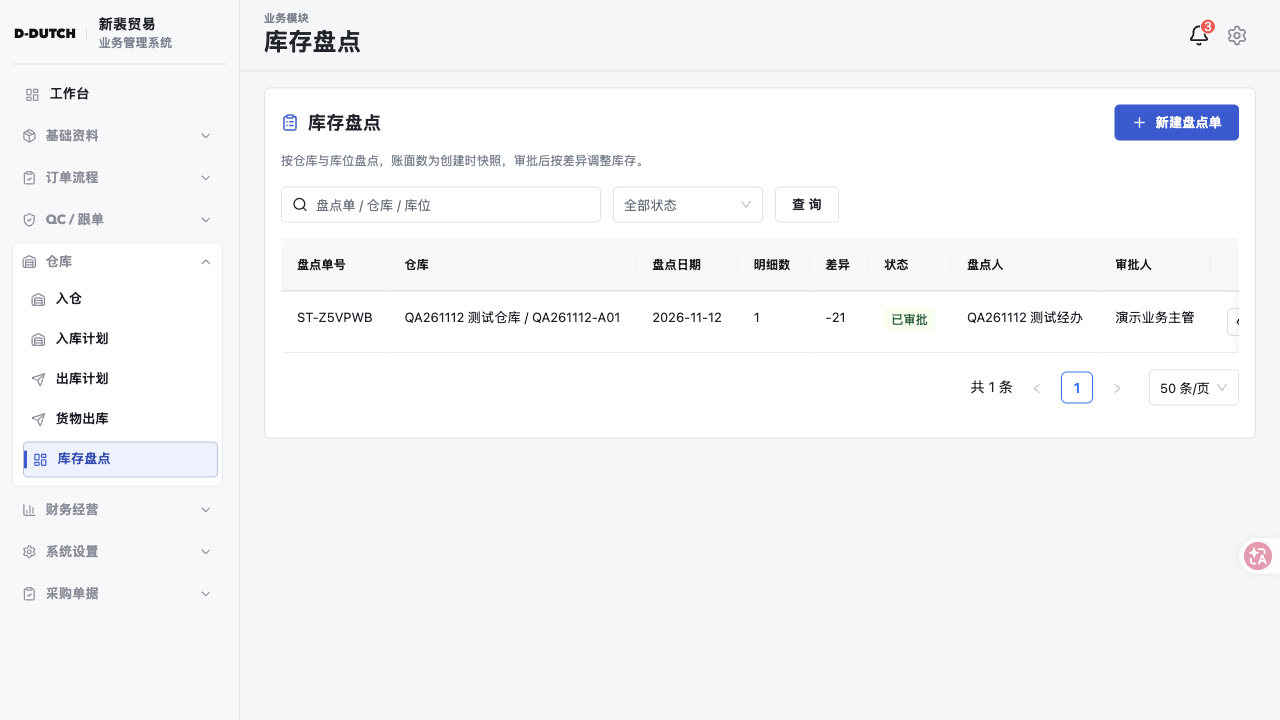 D-DUTCH
新裴贸易
业务管理系统
工作台
基础资料
订单流程
QC / 跟单
仓库
入仓
入库计划
出库计划
货物出库
库存盘点
财务经营
系统设置
采购单据
业务模块
库存盘点
3
库存盘点
新建盘点单
按仓库与库位盘点，账面数为创建时快照，审批后按差异调整库存。
盘点单 / 仓库 / 库位
全部状态
查 询
盘点单号 仓库 盘点日期 明细数 差异 状态 盘点人 审批人
ST-Z5VPWB QA261112 测试仓库 / QA261112-A01 2026-11-12 1 -21 已审批 QA261112 测试经办 演示业务主管
共 1 条 1 50 条/页